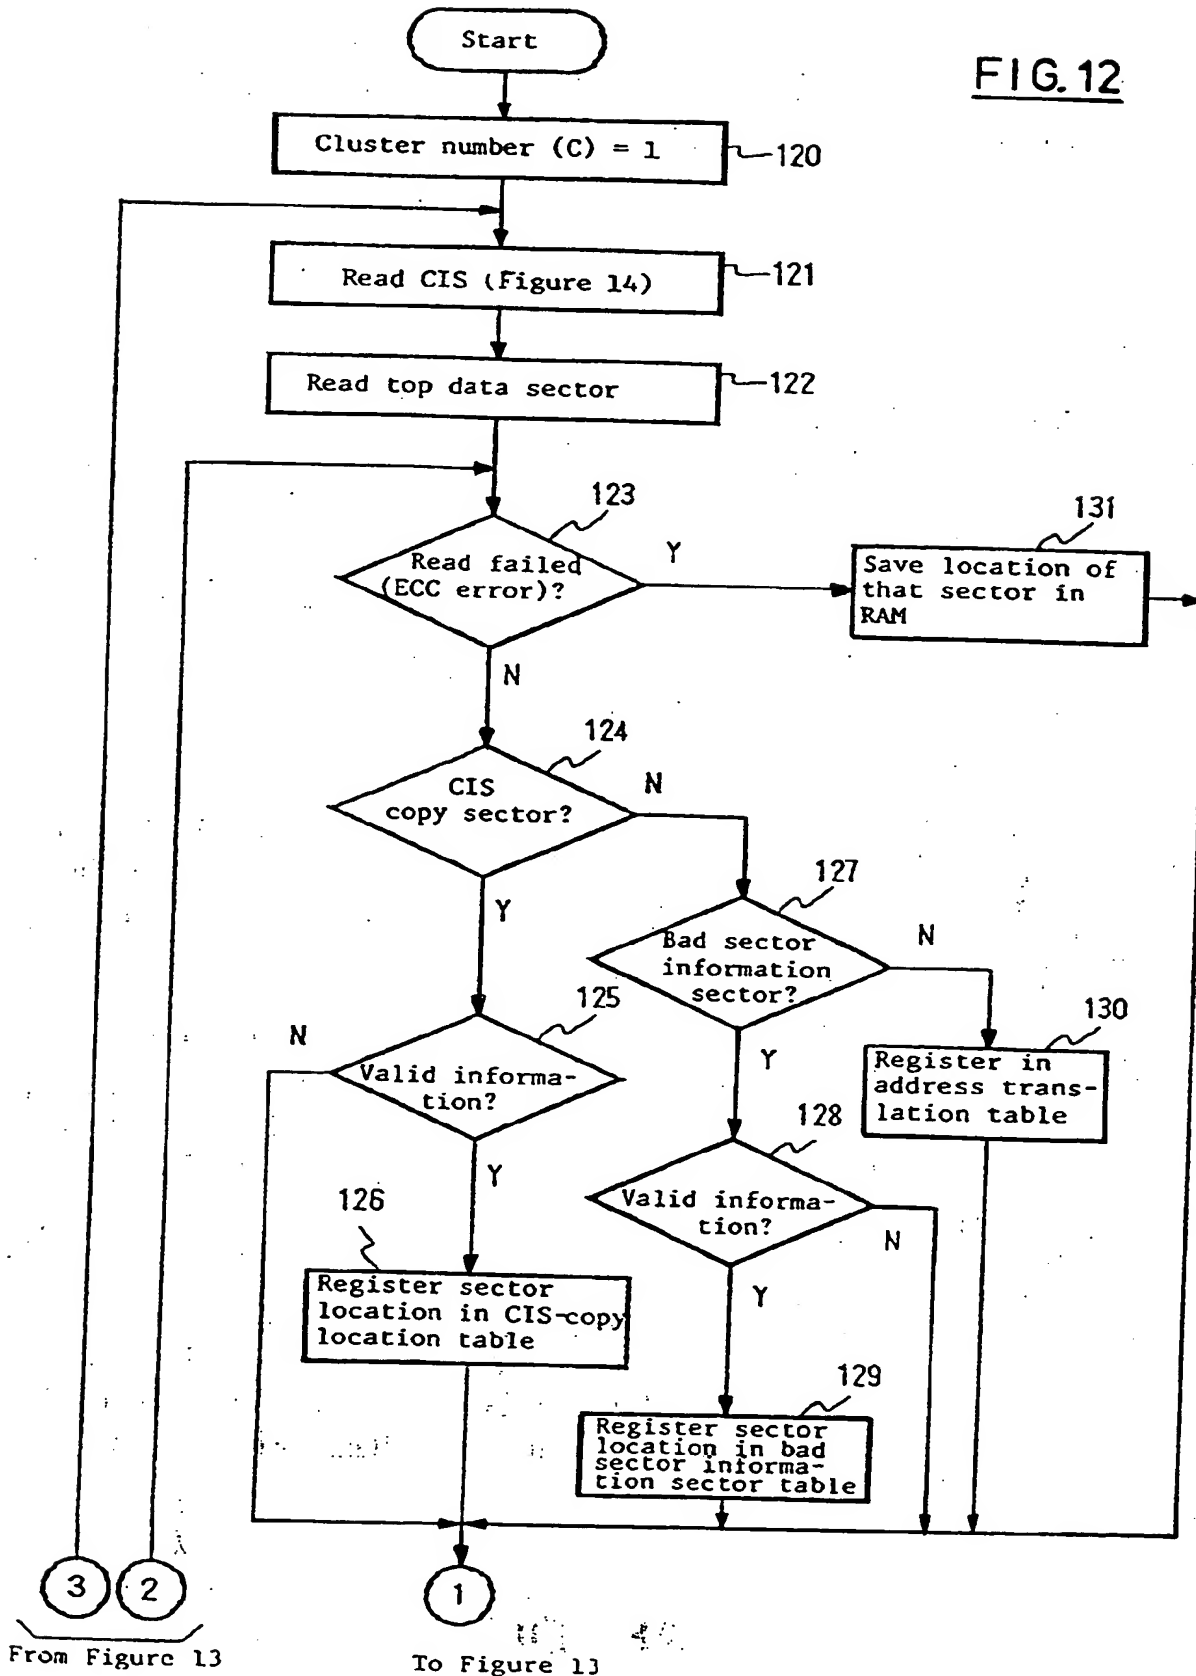 Start
FIG. 12
Cluster number (C) = 1
120
Read CIS (Figure 14)
121
Read top data sector
122
123
Read failed
(ECC error)?
Y
N
131
Save location of
that sector in
RAM
124
CIS
copy sector?
N
Y
127
Bad sector
information
sector?
N
Y
125
N
Valid informa-
tion?
Y
130
Register in
address trans-
lation table
128
Valid informa-
tion?
N
Y
126
Register sector
location in CIS-copy
location table
129
Register sector
location in bad
sector informa-
tion sector table
3
2
1
From Figure 13
To Figure 13